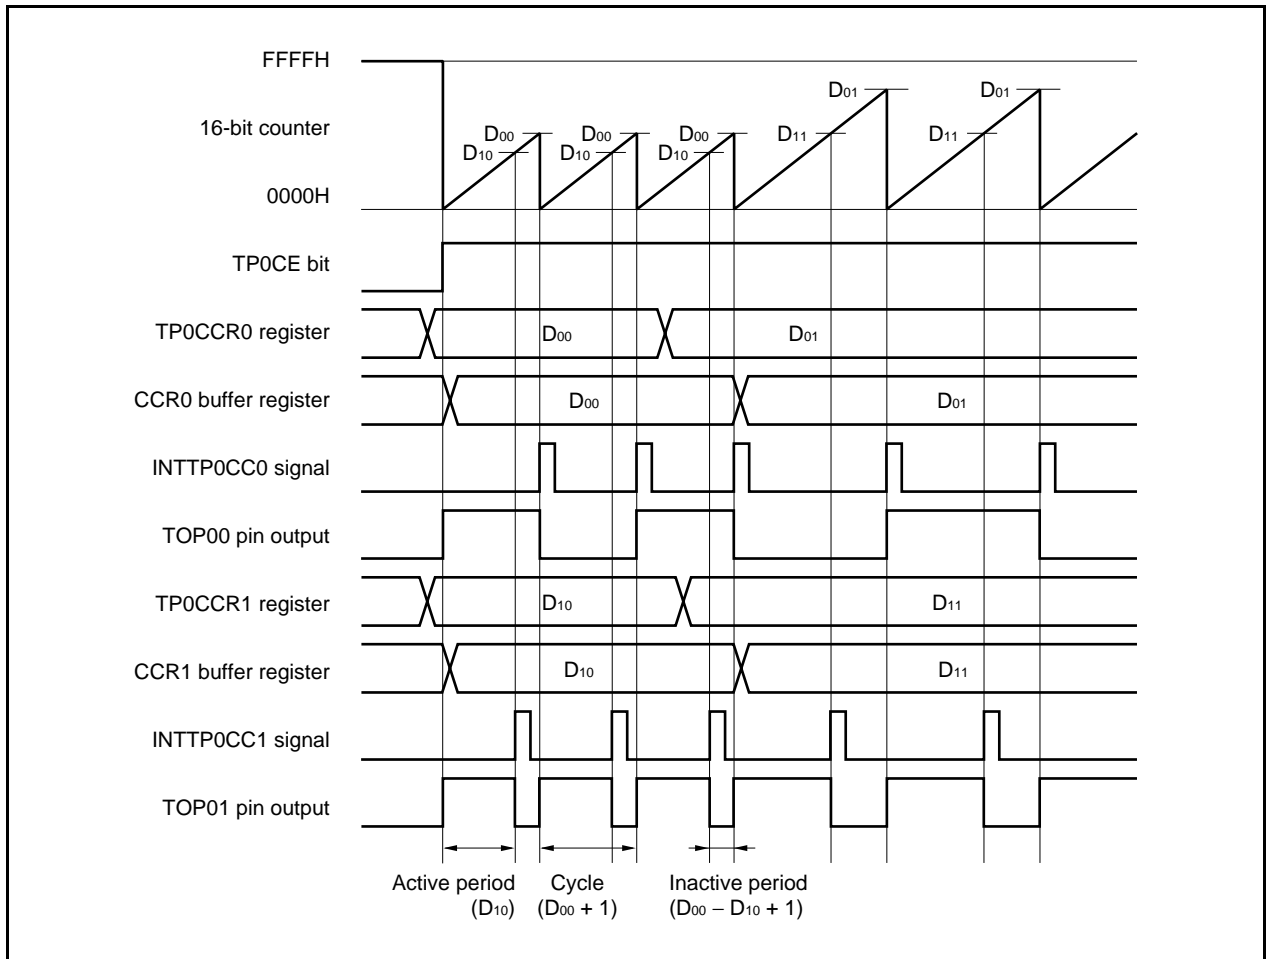 FFFFH
D01 D01
16-bit counter D00 D00 D00 D11 D11
D10 D10 D10
0000H
TP0CE bit
TP0CCR0 register D00 D01
CCR0 buffer register D00 D01
INTTP0CC0 signal
TOP00 pin output
TP0CCR1 register D10 D11
CCR1 buffer register D10 D11
INTTP0CC1 signal
TOP01 pin output
Active period Cycle Inactive period
(D10) (D00 + 1) (D00 − D10 + 1)